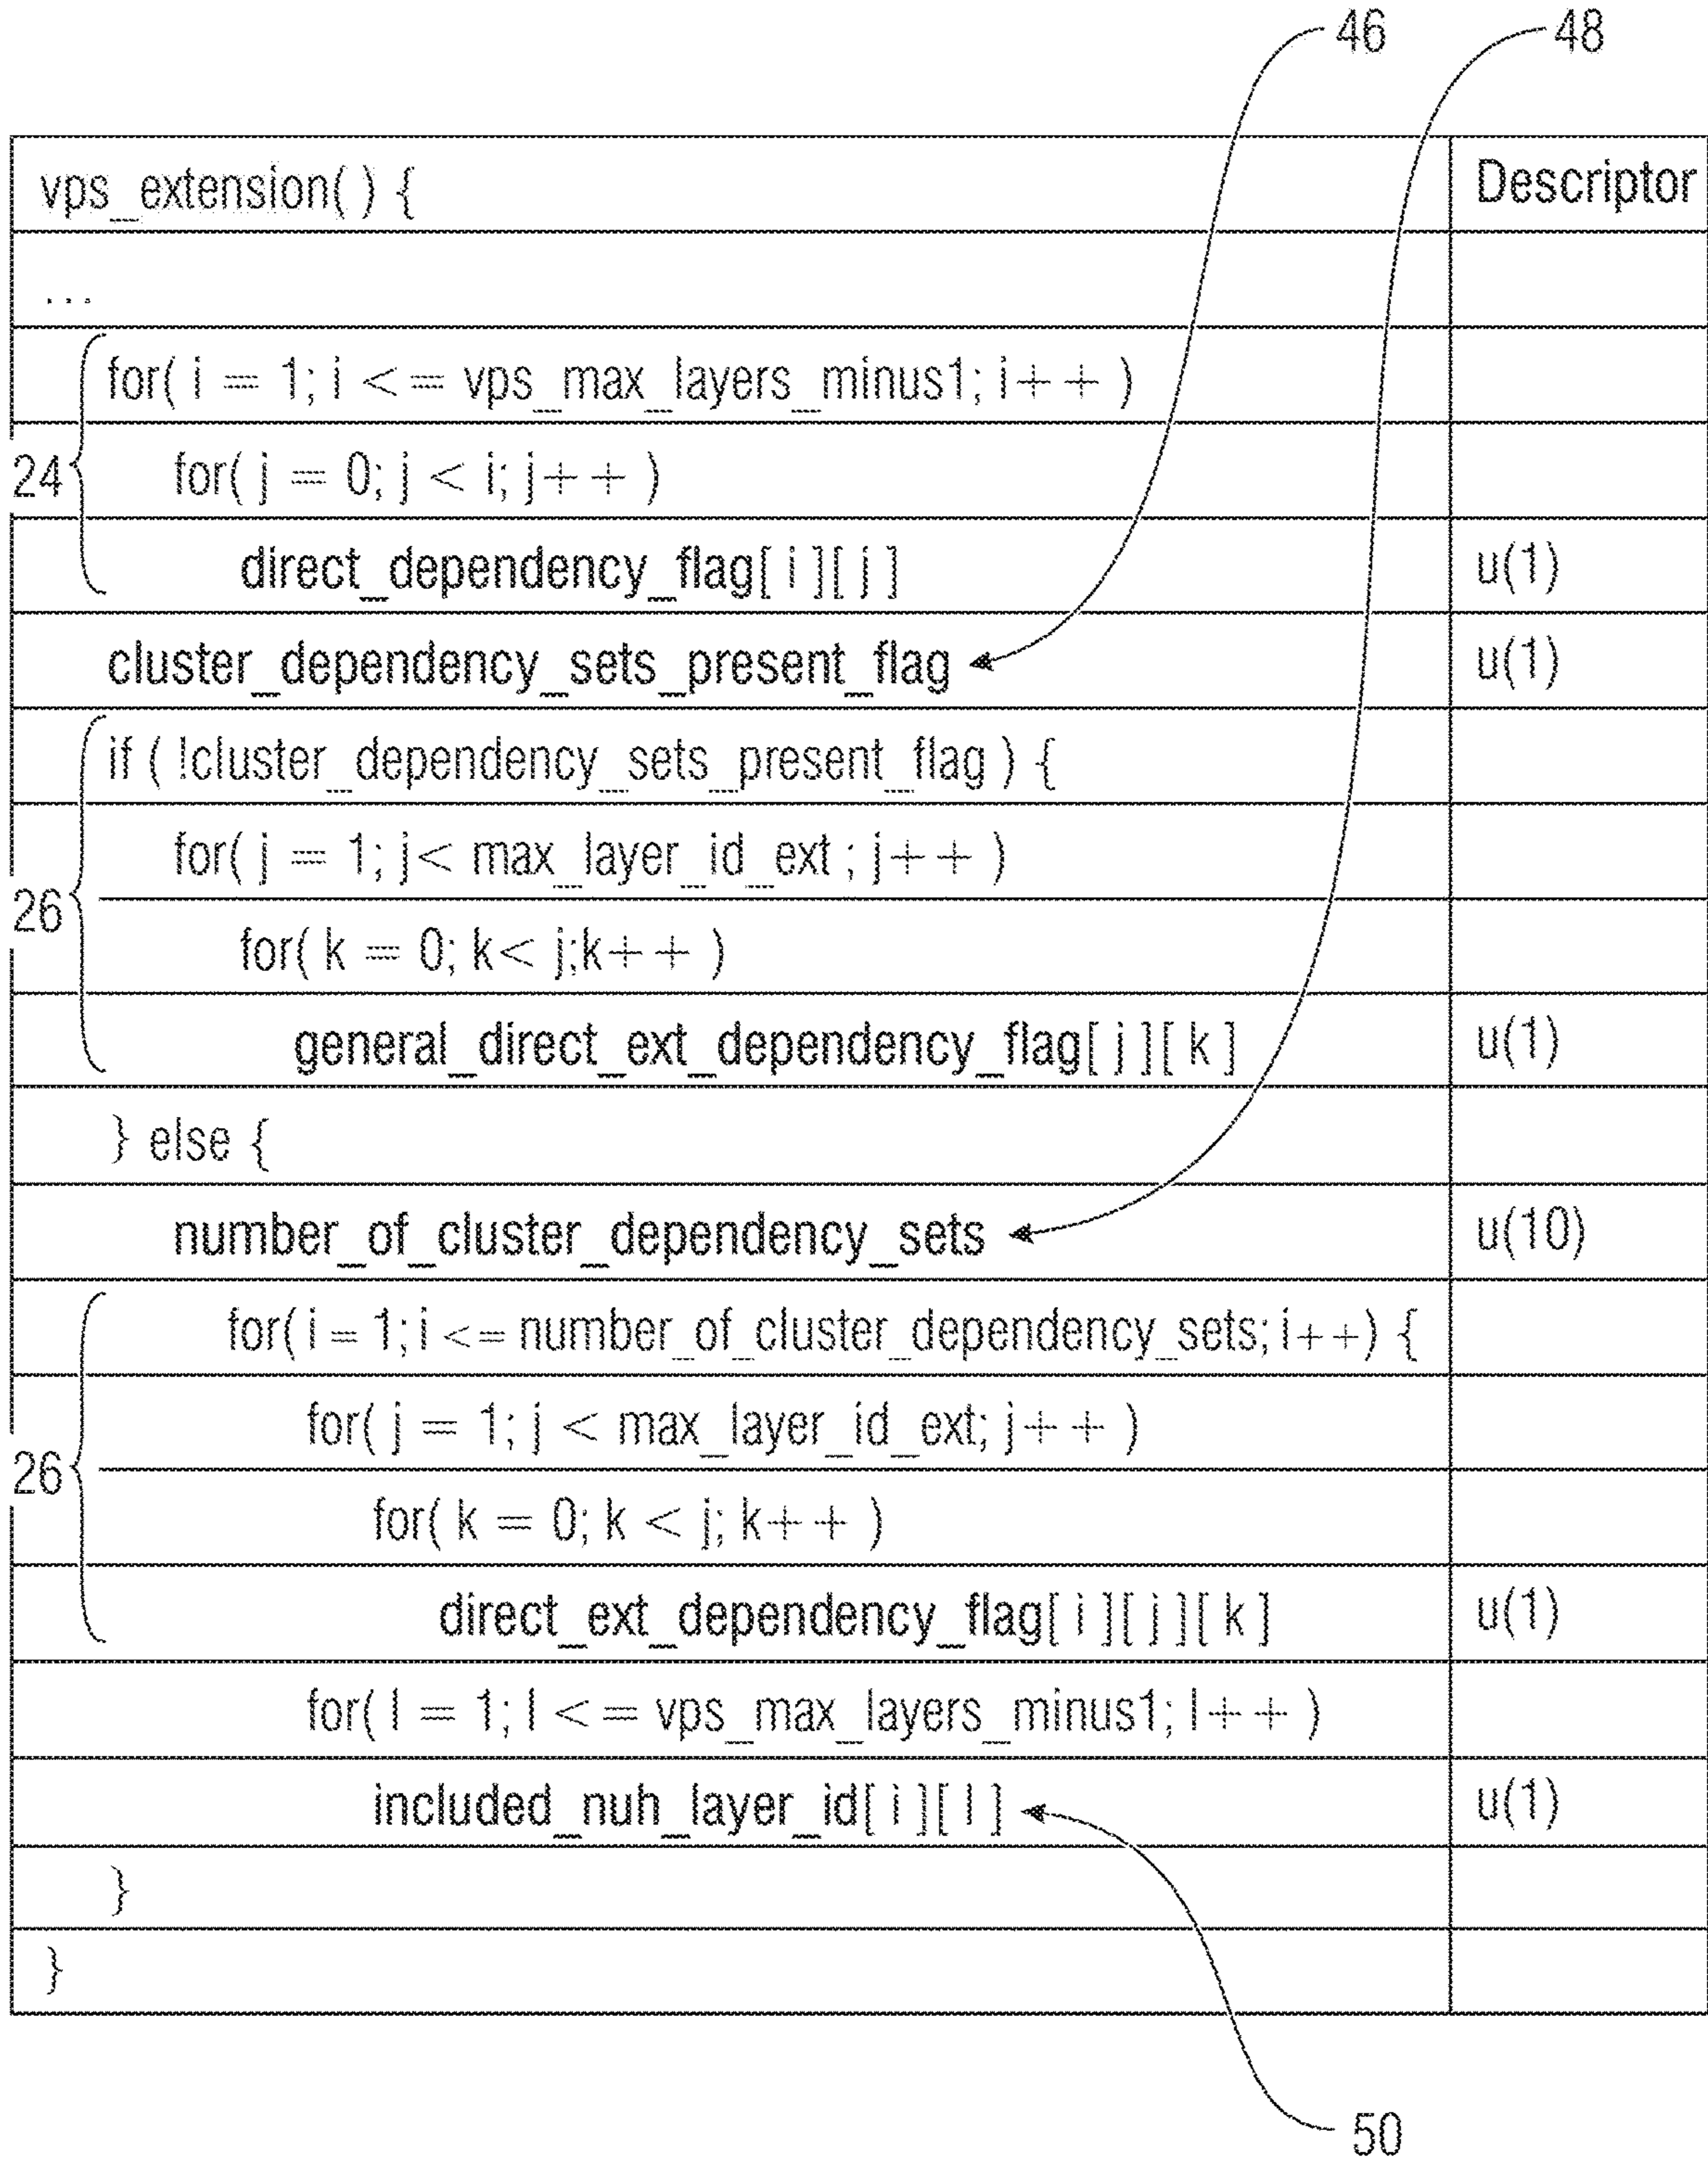 46 48
vps_extension( ) { Descriptor
...
for( i = 1; i <= vps_max_layers_minus1; i++ )
24 for( j = 0; j < i; j++ )
direct_dependency_flag[ i ][ j ] u(1)
cluster_dependency_sets_present_flag u(1)
if ( !cluster_dependency_sets_present_flag ) {
for( j = 1; j< max_layer_id_ext ; j++ )
26 for( k = 0; k< j;k++ )
general_direct_ext_dependency_flag[ j ][ k ] u(1)
} else {
number_of_cluster_dependency_sets u(10)
for( i = 1; i <= number_of_cluster_dependency_sets; i++) {
for( j = 1; j < max_layer_id_ext; j++ )
26 for( k = 0; k < j; k++ )
direct_ext_dependency_flag[ i ][ j ][ k ] u(1)
for( l = 1; l <= vps_max_layers_minus1; l++ )
included_nuh_layer_id[ i ][ l ] u(1)
}
}
50